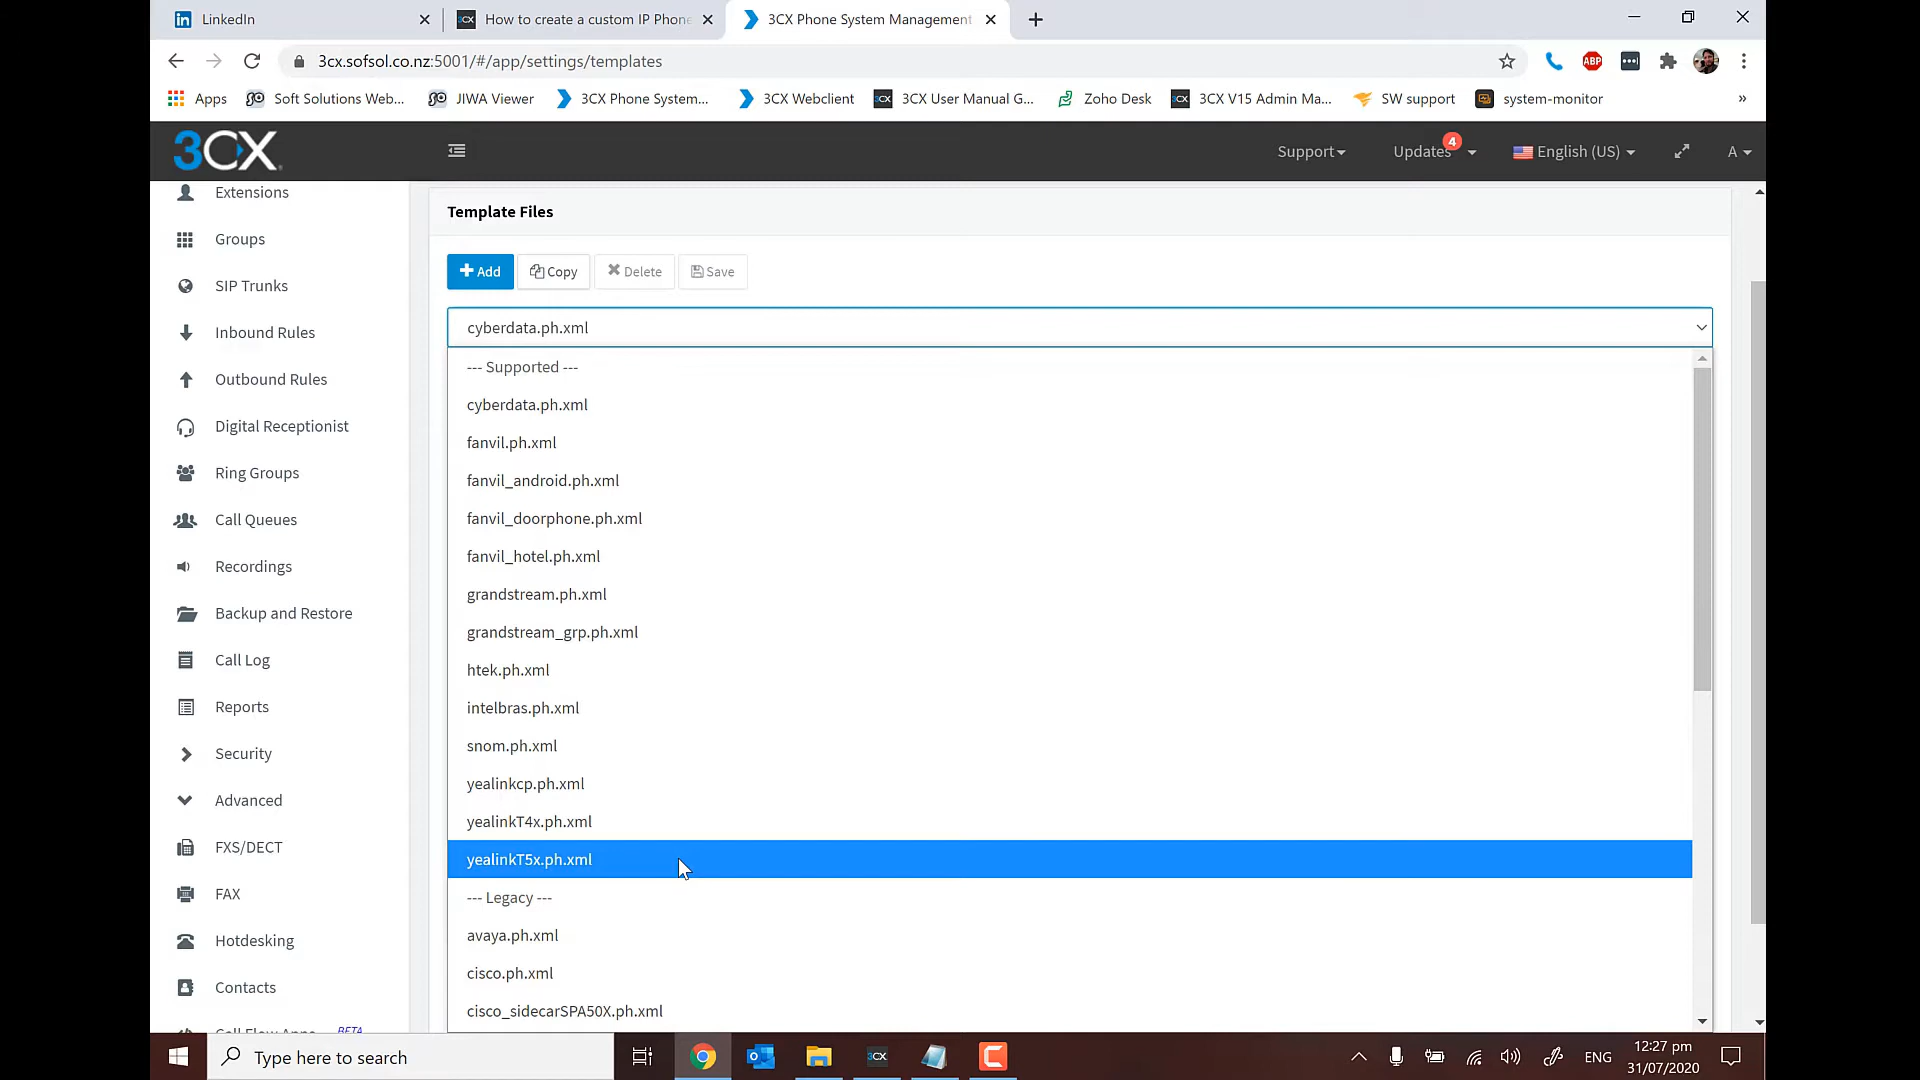 LinkedIn
How to create a custom IP Phone
3CX Phone System Management
3cx.sofsol.co.nz:5001/#/app/settings/templates
ABP
Apps
Soft Solutions Web...
JIWA Viewer
3CX Phone System...
3CX Webclient
3CX User Manual G...
Zoho Desk
3CX V15 Admin Ma...
SW support
system-monitor
»
3CX
Support
Updates
4
English (US)
A
Extensions
Groups
SIP Trunks
Inbound Rules
Outbound Rules
Digital Receptionist
Ring Groups
Call Queues
Recordings
Backup and Restore
Call Log
Reports
Security
Advanced
FXS/DECT
FAX
Hotdesking
Contacts
Call Flow Apps BETA
Template Files
Add
Copy
Delete
Save
cyberdata.ph.xml
--- Supported ---
cyberdata.ph.xml
fanvil.ph.xml
fanvil_android.ph.xml
fanvil_doorphone.ph.xml
fanvil_hotel.ph.xml
grandstream.ph.xml
grandstream_grp.ph.xml
htek.ph.xml
intelbras.ph.xml
snom.ph.xml
yealinkcp.ph.xml
yealinkT4x.ph.xml
yealinkT5x.ph.xml
--- Legacy ---
avaya.ph.xml
cisco.ph.xml
cisco_sidecarSPA50X.ph.xml
Type here to search
3CX
ENG
12:27 pm
31/07/2020